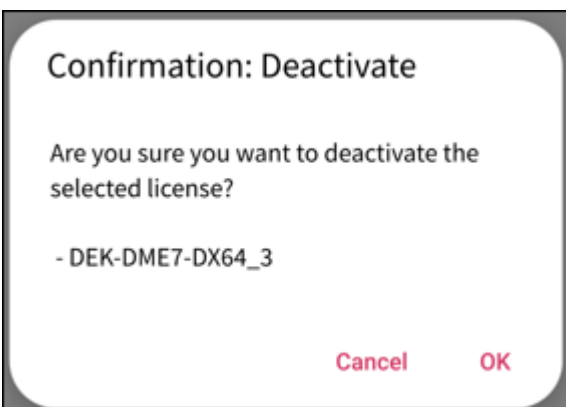 Confirmation: Deactivate
Are you sure you want to deactivate the
selected license?
- DEK-DME7-DX64_3
Cancel OK